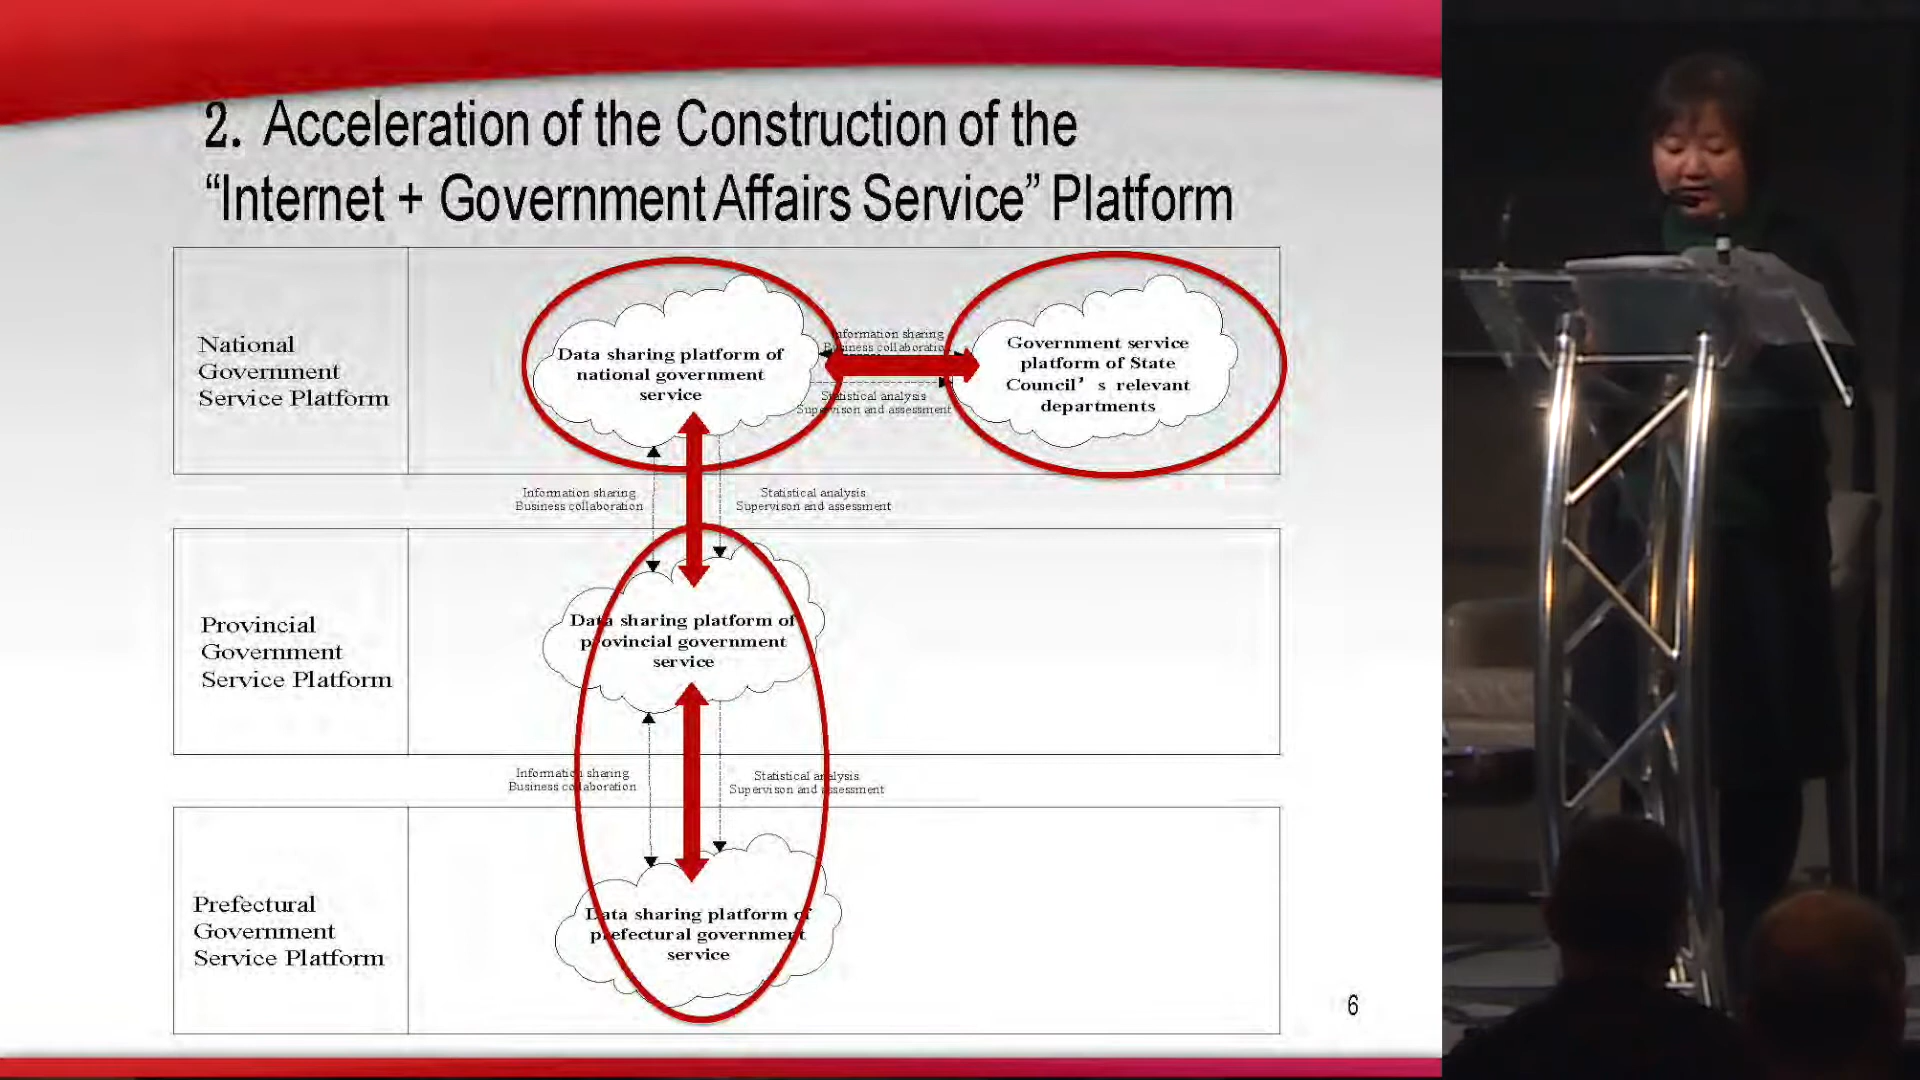 2. Acceleration of the Construction of the
“Internet + Government Affairs Service” Platform
National
Government
Service Platform
Data sharing platform of
national government
service
Information sharing
Business collaboration
Statistical analysis
Supervison and assessment
Government service
platform of State
Council’s relevant
departments
Information sharing
Business collaboration
Statistical analysis
Supervison and assessment
Provincial
Government
Service Platform
Data sharing platform of
provincial government
service
Information sharing
Business collaboration
Statistical analysis
Supervison and assessment
Prefectural
Government
Service Platform
Data sharing platform of
prefectural government
service
6